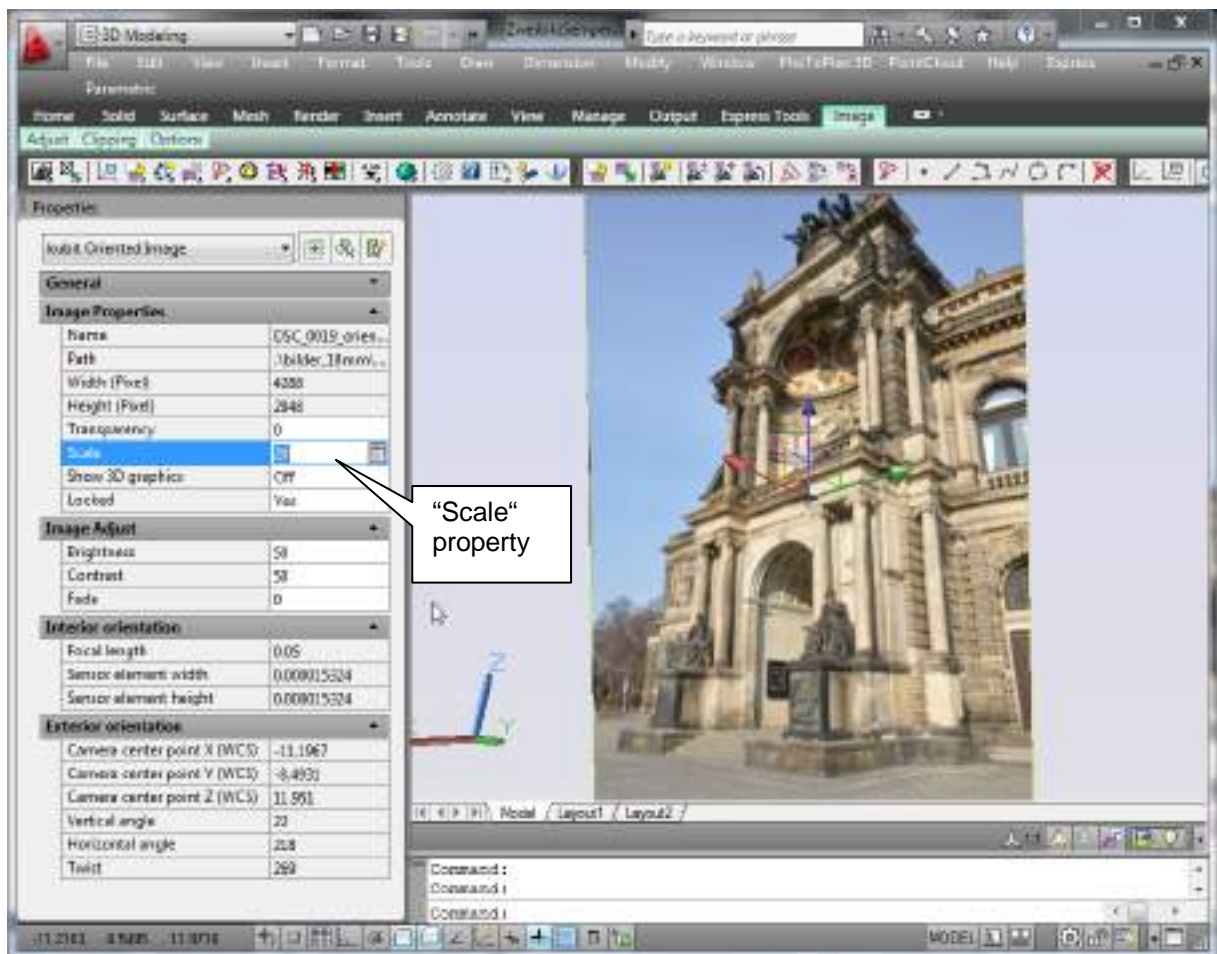 3D Modeling
Type a keyword or phrase
File Edit View Insert Format Tools Draw Dimension Modify Window PhoToPlan3D PointCloud Help Express
Parametric
Home Solid Surface Mesh Render Insert Annotate View Manage Output Express Tools Image
Adjust Clipping Options
Properties
kubit Oriented Image
General
Image Properties
Name DSC_0019_orien...
Path .\bilder_18mm\...
Width (Pixel) 4288
Height (Pixel) 2848
Transparency 0
Scale
Show 3D graphics Off
Locked Yes
“Scale“
property
Image Adjust
Brightness 50
Contrast 50
Fade 0
Interior orientation
Focal length 0.05
Sensor element width 0.000015324
Sensor element height 0.000015324
Exterior orientation
Camera center point X (WCS) -11.1967
Camera center point Y (WCS) -8.4931
Camera center point Z (WCS) 11.951
Vertical angle 22
Horizontal angle 218
Twist 269
Z
Y
Model / Layout1 / Layout2 /
1:1
Command:
Command:
Command:
MODEL